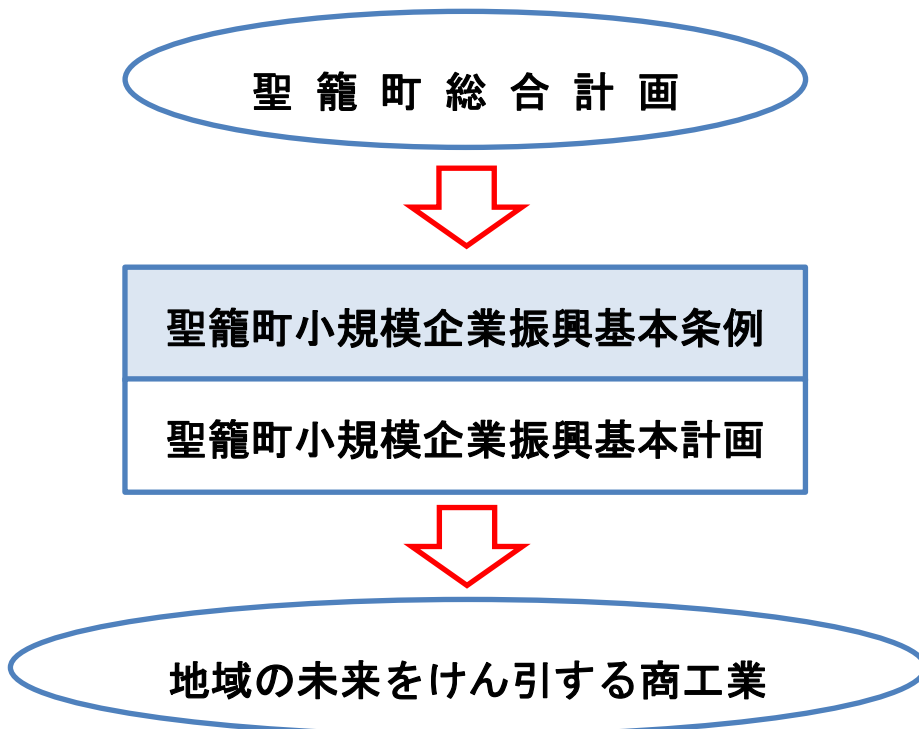 聖籠町総合計画
聖籠町小規模企業振興基本条例
聖籠町小規模企業振興基本計画
地域の未来をけん引する商工業